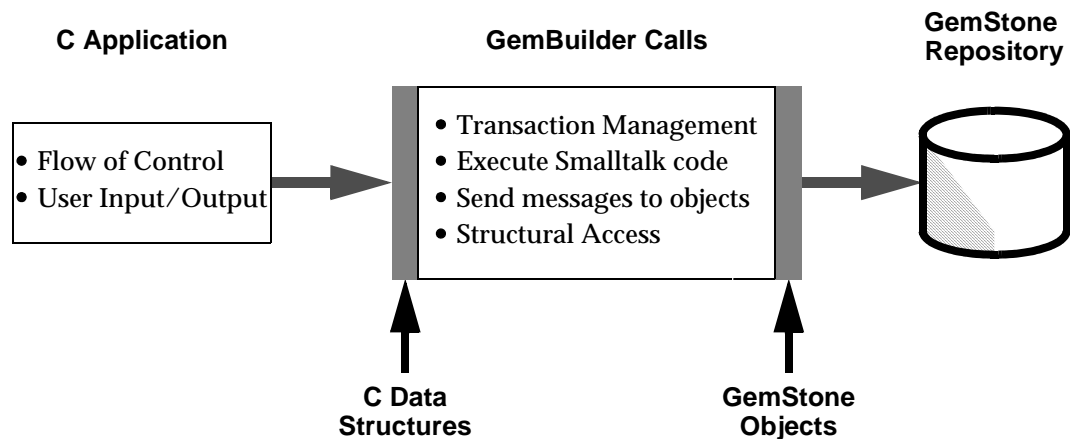 C Application
GemBuilder Calls
GemStone
Repository
• Flow of Control
• User Input/Output
• Transaction Management
• Execute Smalltalk code
• Send messages to objects
• Structural Access
C Data
Structures
GemStone
Objects